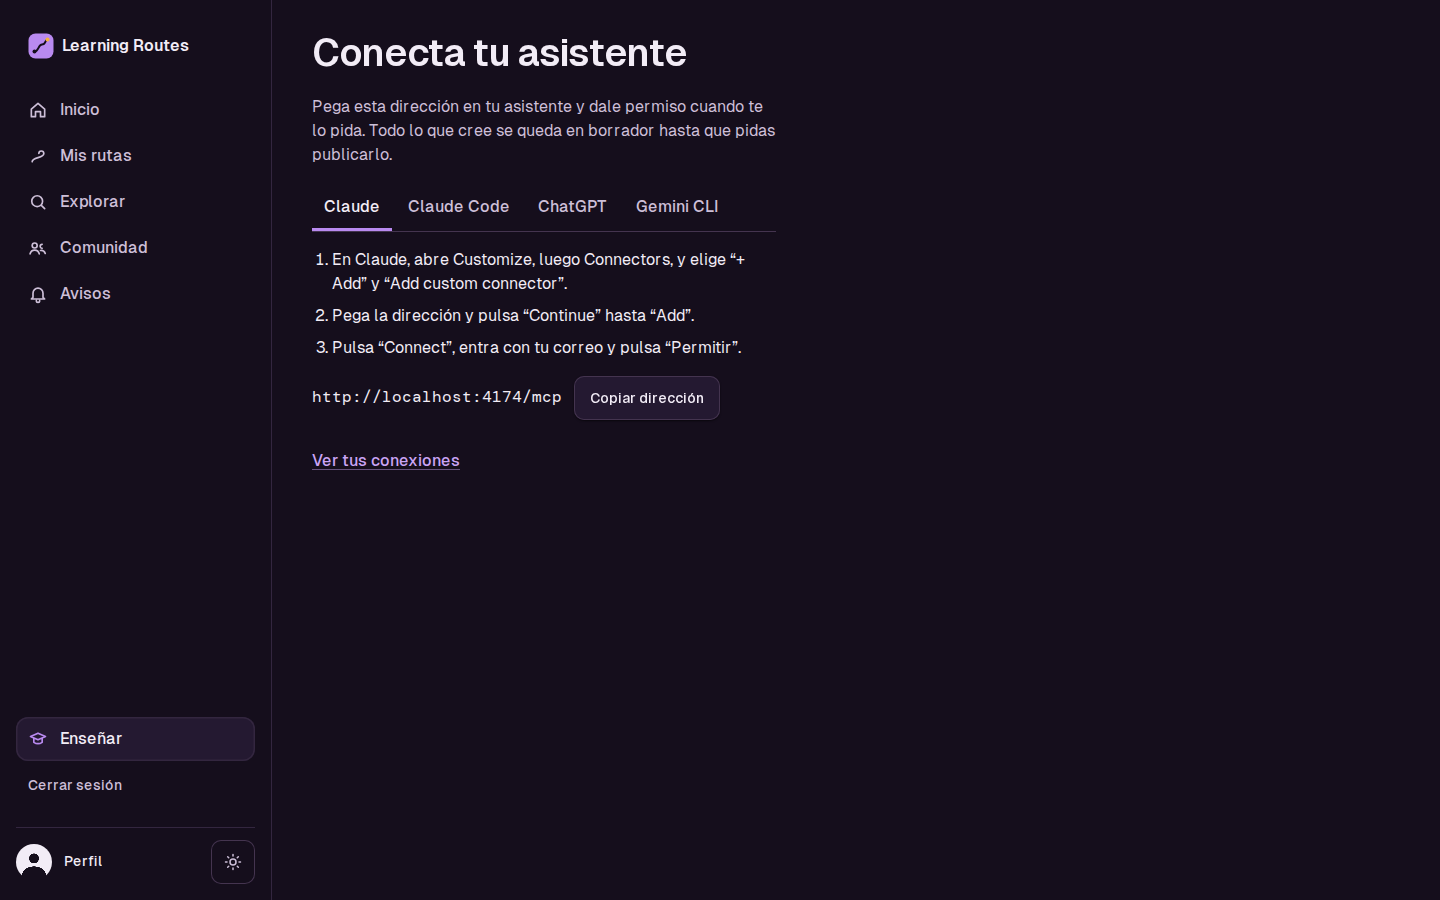 Learning Routes
Inicio
Mis rutas
Explorar
Comunidad
Avisos
Enseñar
Cerrar sesión
Perfil
Conecta tu asistente
Pega esta dirección en tu asistente y dale permiso cuando te
lo pida. Todo lo que cree se queda en borrador hasta que pidas
publicarlo.
Claude Claude Code ChatGPT Gemini CLI
1. En Claude, abre Customize, luego Connectors, y elige “+
Add” y “Add custom connector”.
2. Pega la dirección y pulsa “Continue” hasta “Add”.
3. Pulsa “Connect”, entra con tu correo y pulsa “Permitir”.
http://localhost:4174/mcp Copiar dirección
Ver tus conexiones